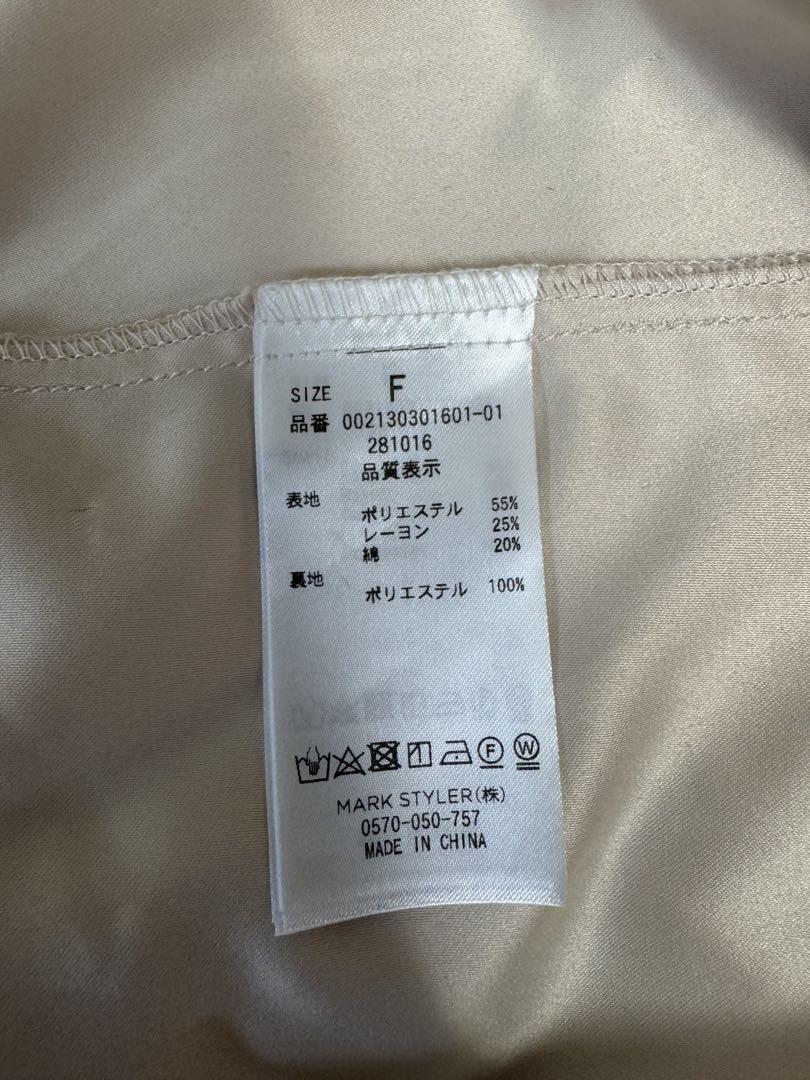 SIZE F
品番 002130301601-01
281016
品質表示
表地 ポリエステル 55%
レーヨン 25%
綿 20%
裏地 ポリエステル 100%
F W
MARK STYLER(株)
0570-050-757
MADE IN CHINA